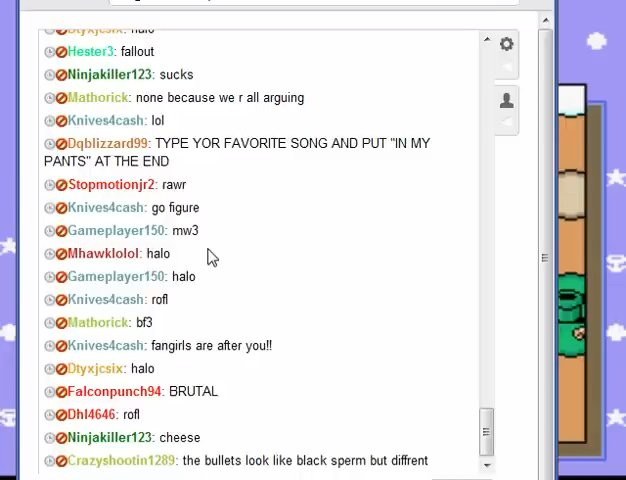 Dtyxjcsix: halo
Hester3: fallout
Ninjakiller123: sucks
Mathorick: none because we r all arguing
Knives4cash: lol
Dqblizzard99: TYPE YOR FAVORITE SONG AND PUT "IN MY
PANTS" AT THE END
Stopmotionjr2: rawr
Knives4cash: go figure
Gameplayer150: mw3
Mhawklolol: halo
Gameplayer150: halo
Knives4cash: rofl
Mathorick: bf3
Knives4cash: fangirls are after you!!
Dtyxjcsix: halo
Falconpunch94: BRUTAL
Dhl4646: rofl
Ninjakiller123: cheese
Crazyshootin1289: the bullets look like black sperm but diffrent